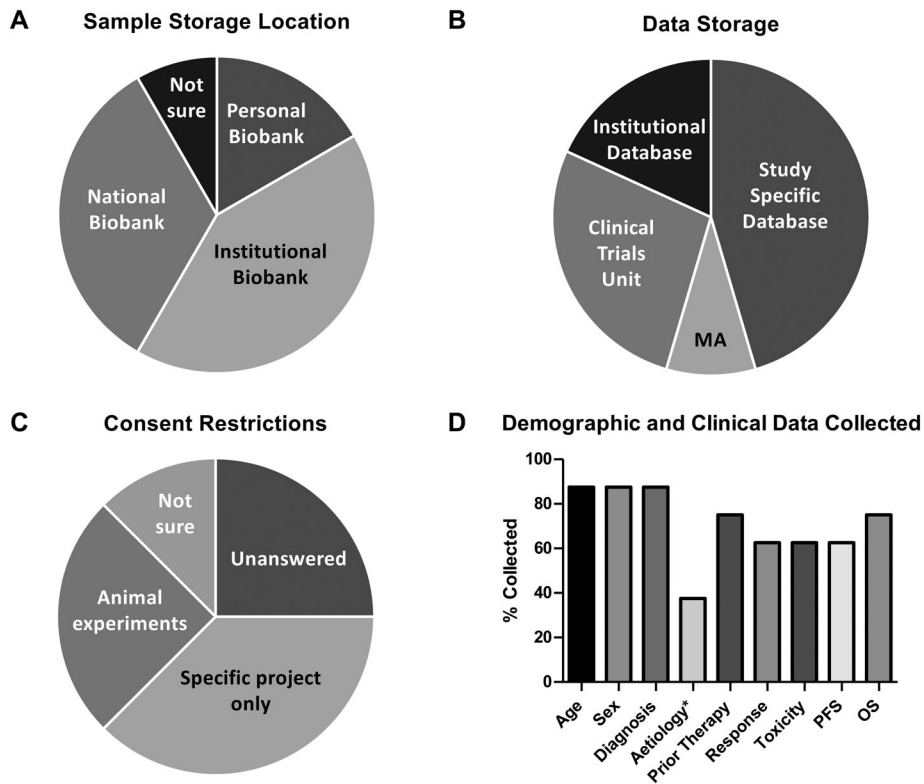 A
Sample Storage Location
Not
sure
Personal
Biobank
National
Biobank
Institutional
Biobank
B
Data Storage
Institutional
Database
Study
Specific
Database
Clinical
Trials
Unit
MA
C
Consent Restrictions
Not
sure
Unanswered
Animal
experiments
Specific project
only
D
Demographic and Clinical Data Collected
% Collected
100
80
60
40
20
0
Age
Sex
Diagnosis
Aetiology*
Prior Therapy
Response
Toxicity
PFS
OS